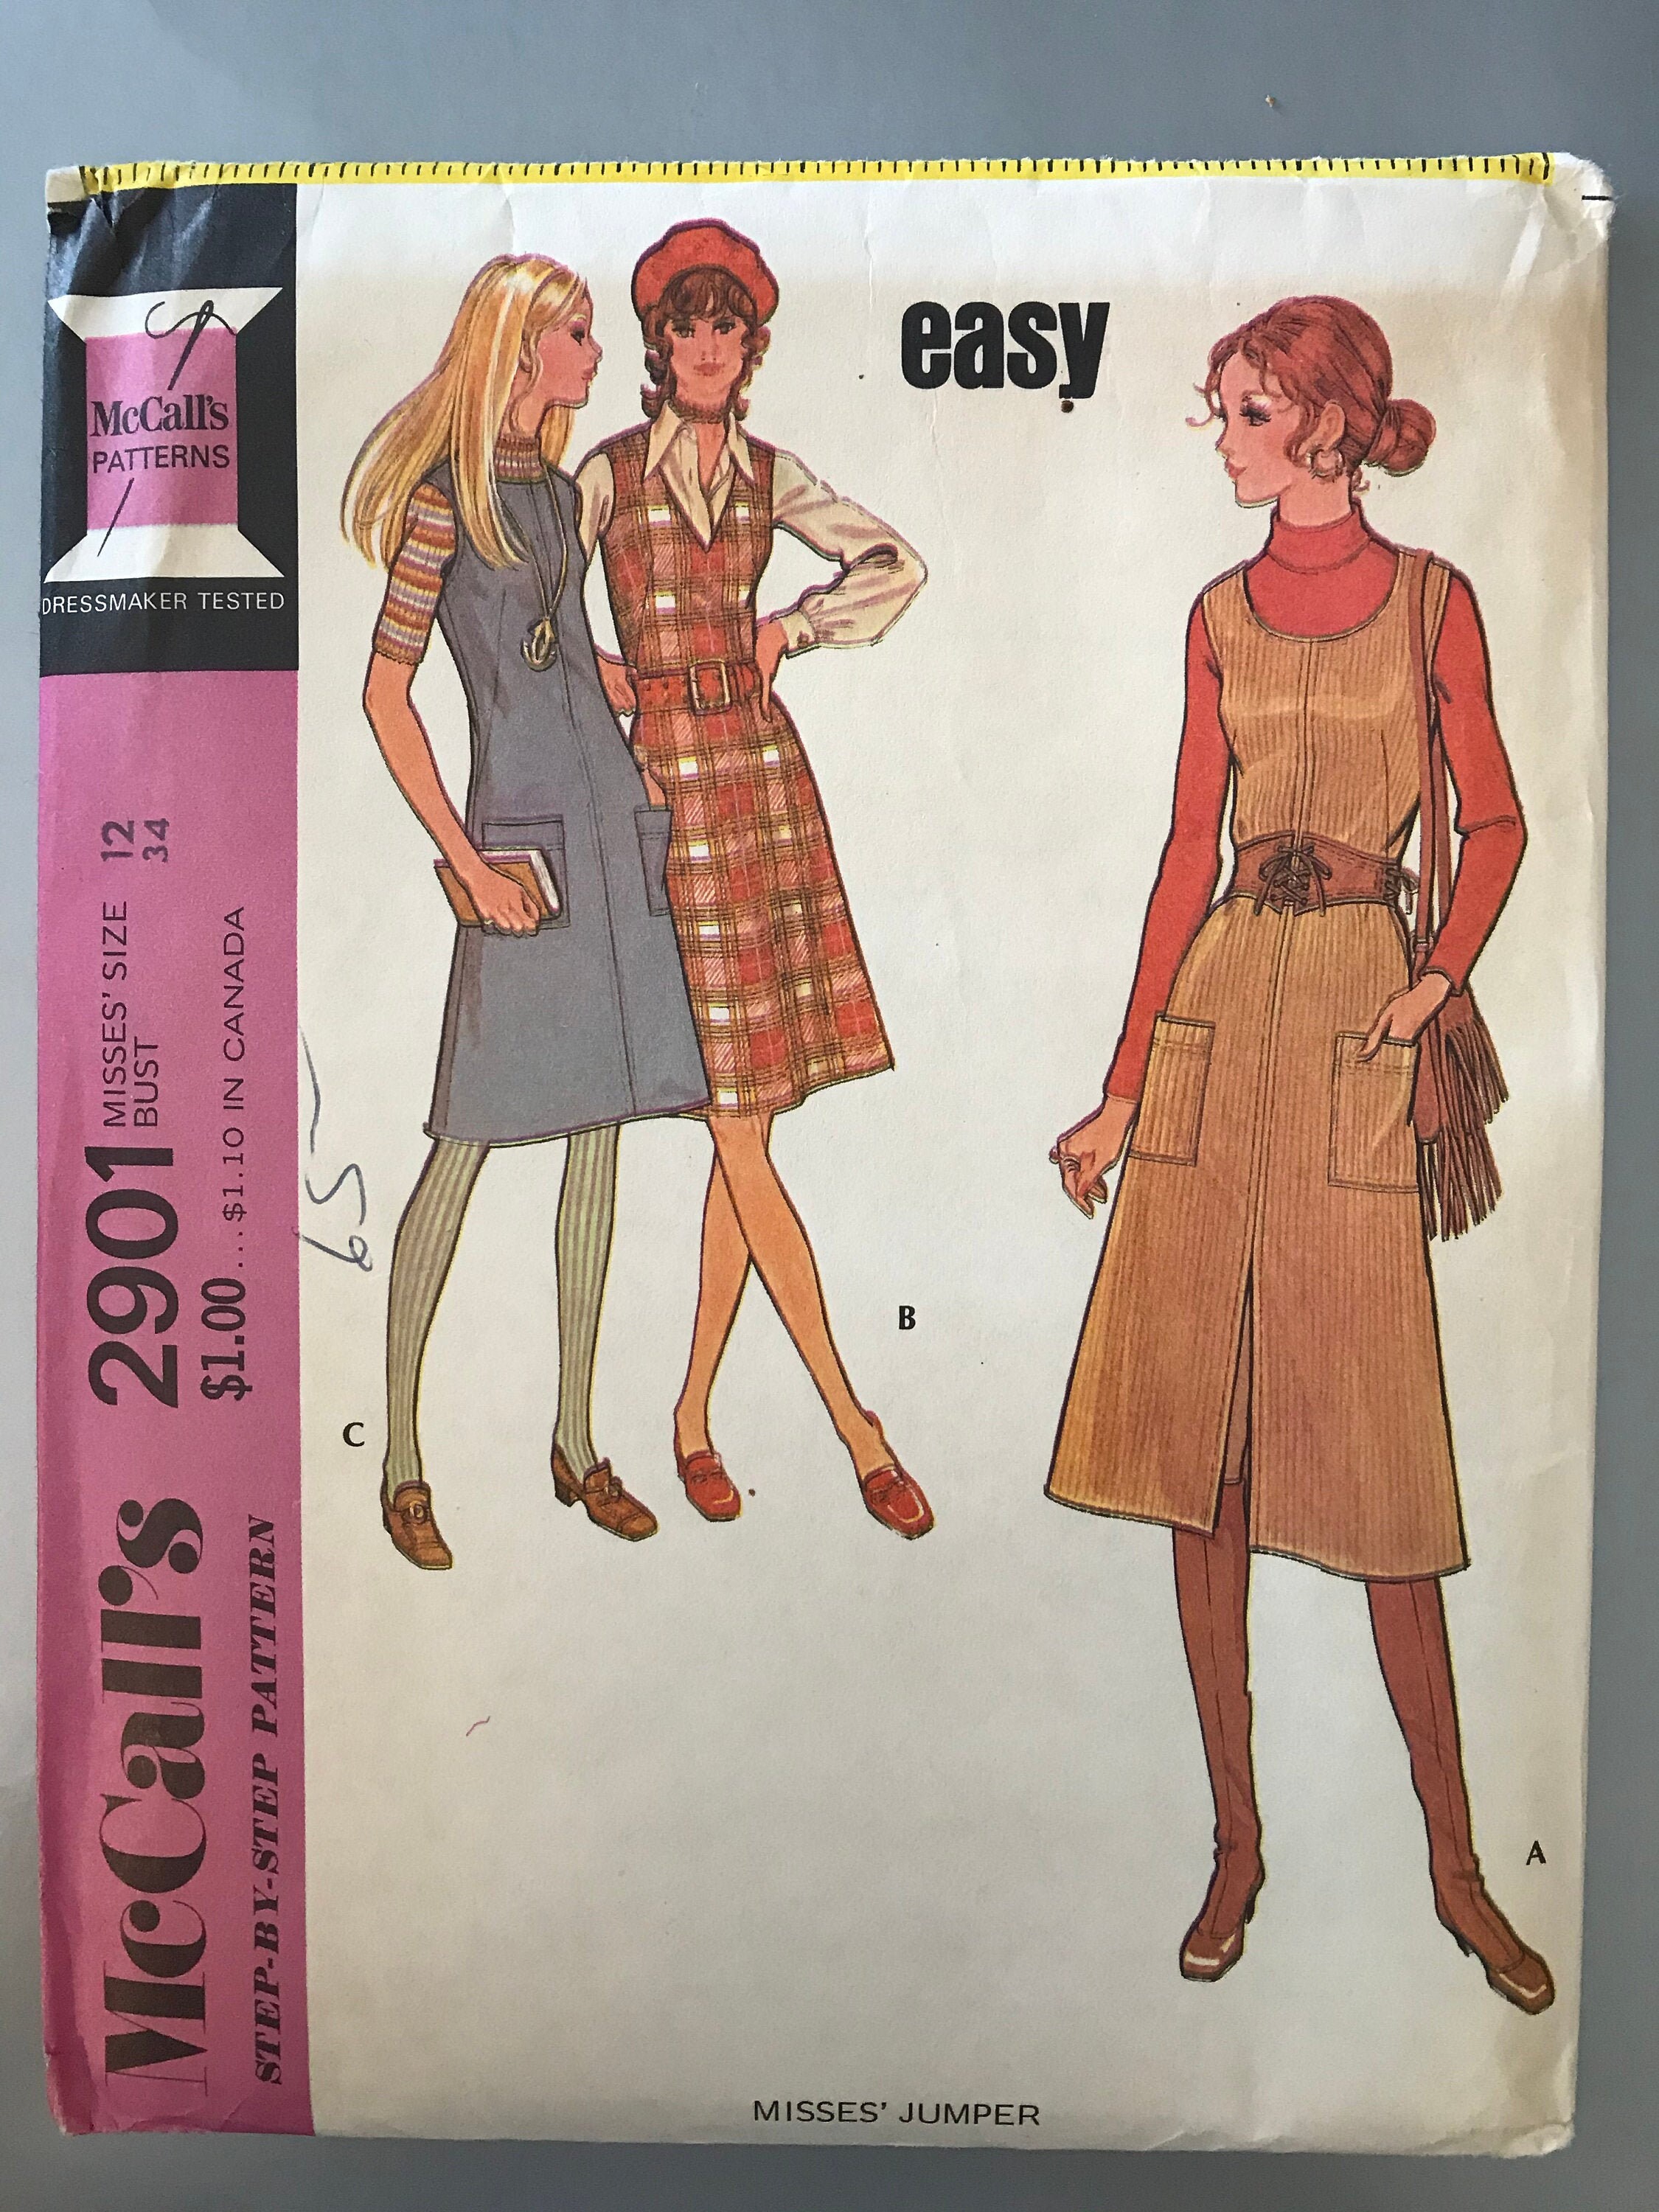 McCall's
PATTERNS
DRESSMAKER TESTED
easy
McCall's 2901 MISSES' SIZE 12
BUST 34
STEP-BY-STEP PATTERN $1.00...$1.10 IN CANADA
65
C
B
A
MISSES' JUMPER